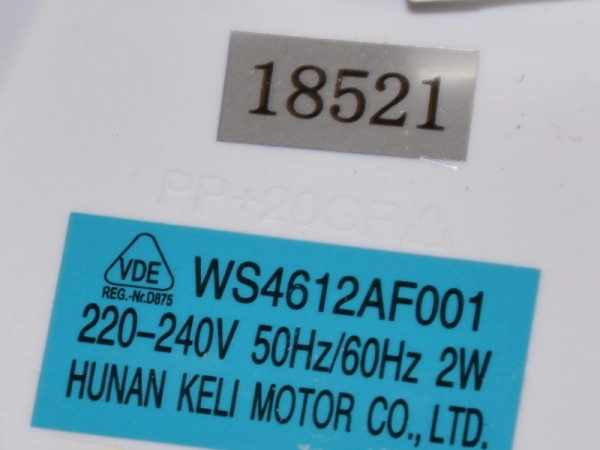 18521
PP+20GF
VDE
REG.-Nr.D875
WS4612AF001
220-240V 50Hz/60Hz 2W
HUNAN KELI MOTOR CO., LTD.